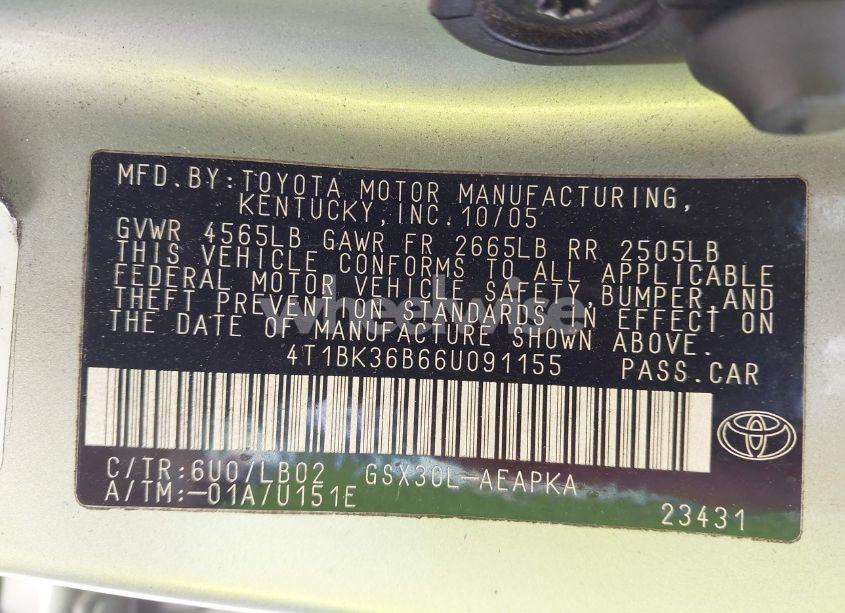 MFD.BY:TOYOTA MOTOR MANUFACTURING,
KENTUCKY,INC.10/05
GVWR 4565LB GAWR FR 2665LB RR 2505LB
THIS VEHICLE CONFORMS TO ALL APPLICABLE
FEDERAL MOTOR VEHICLE SAFETY,BUMPER,AND
THEFT PREVENTION STANDARDS IN EFFECT ON
THE DATE OF MANUFACTURE SHOWN ABOVE.
4T1BK36B66U091155 PASS.CAR
C/TR:6U0/LB02 GSX30L-AEAPKA
A/TM:-01A/U151E
23431
wheelwise